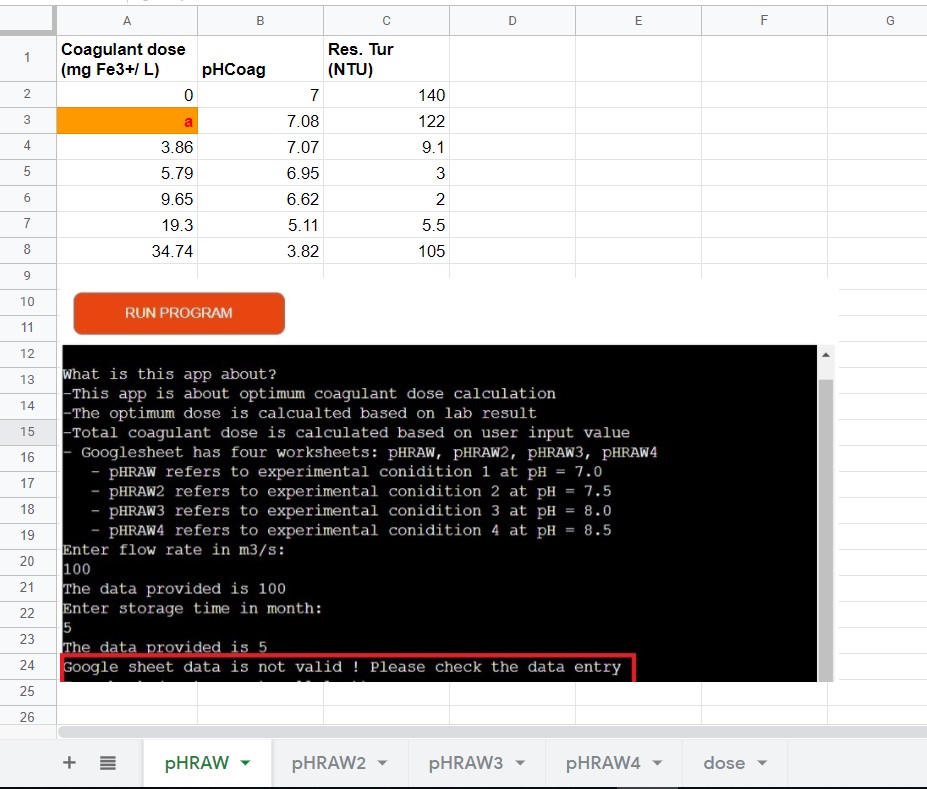 A B C D E F G
1 Coagulant dose (mg Fe3+/ L) pHCoag Res. Tur (NTU)
2 0 7 140
3 a 7.08 122
4 3.86 7.07 9.1
5 5.79 6.95 3
6 9.65 6.62 2
7 19.3 5.11 5.5
8 34.74 3.82 105
9
10
RUN PROGRAM
11
12
13
14
15
16
17
18
19
20
21
22
23
24
25
26
What is this app about?
-This app is about optimum coagulant dose calculation
-The optimum dose is calcualted based on lab result
-Total coagulant dose is calculated based on user input value
- Googlesheet has four worksheets: pHRAW, pHRAW2, pHRAW3, pHRAW4
- pHRAW refers to experimental conidition 1 at pH = 7.0
- pHRAW2 refers to experimental conidition 2 at pH = 7.5
- pHRAW3 refers to experimental conidition 3 at pH = 8.0
- pHRAW4 refers to experimental conidition 4 at pH = 8.5
Enter flow rate in m3/s:
100
The data provided is 100
Enter storage time in month:
5
The data provided is 5
Google sheet data is not valid ! Please check the data entry
+ pHRAW pHRAW2 pHRAW3 pHRAW4 dose